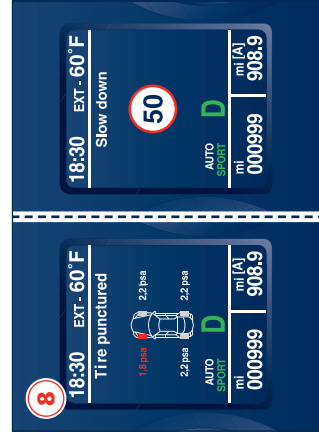 8
18:30 EXT- 60°F
Tire punctured
1,8 psa 2,2 psa
2,2 psa 2,2 psa
AUTO
SPORT
D
mi mi [A]
000999 908.9
18:30 EXT- 60°F
Slow down
50
AUTO
SPORT
D
mi mi [A]
000999 908.9